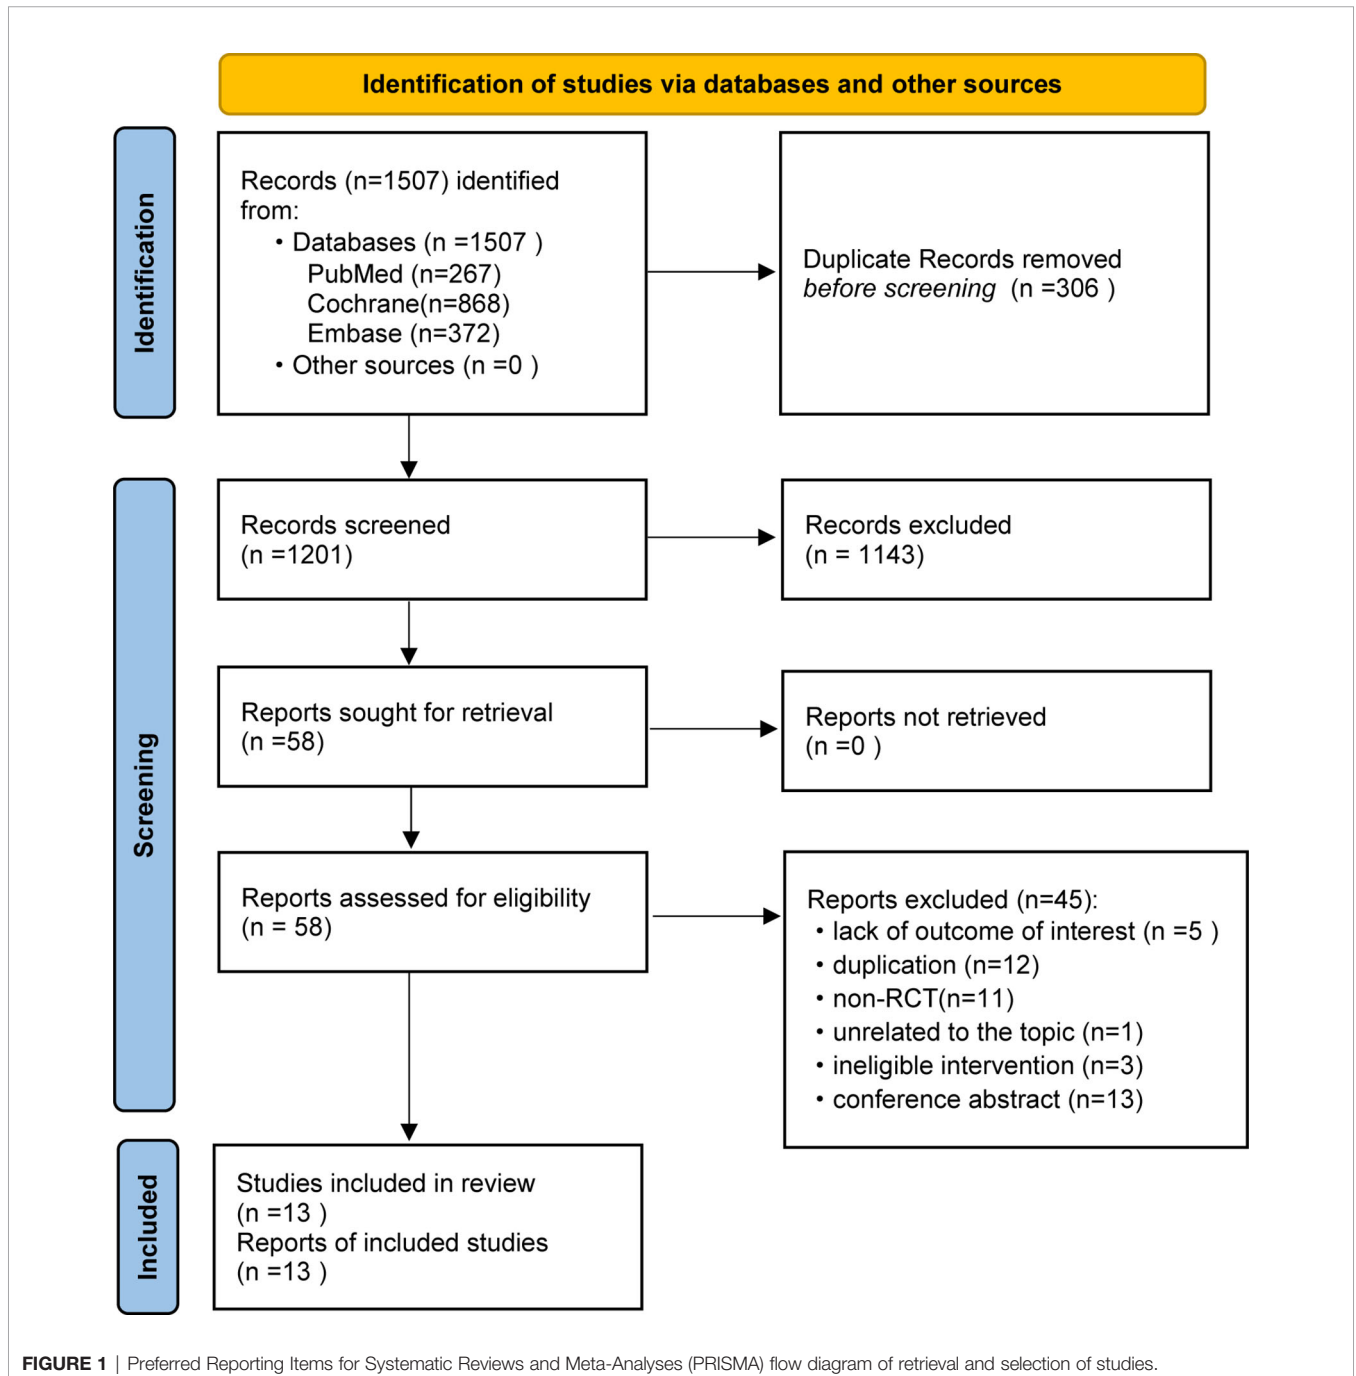 Identification of studies via databases and other sources
Identification
Records (n=1507) identified
from:
• Databases (n =1507 )
PubMed (n=267)
Cochrane(n=868)
Embase (n=372)
• Other sources (n =0 )
Duplicate Records removed
before screening (n =306 )
Screening
Records screened
(n =1201)
Records excluded
(n = 1143)
Reports sought for retrieval
(n =58)
Reports not retrieved
(n =0 )
Reports assessed for eligibility
(n = 58)
Reports excluded (n=45):
• lack of outcome of interest (n =5 )
• duplication (n=12)
• non-RCT(n=11)
• unrelated to the topic (n=1)
• ineligible intervention (n=3)
• conference abstract (n=13)
Included
Studies included in review
(n =13 )
Reports of included studies
(n =13 )
FIGURE 1 | Preferred Reporting Items for Systematic Reviews and Meta-Analyses (PRISMA) flow diagram of retrieval and selection of studies.